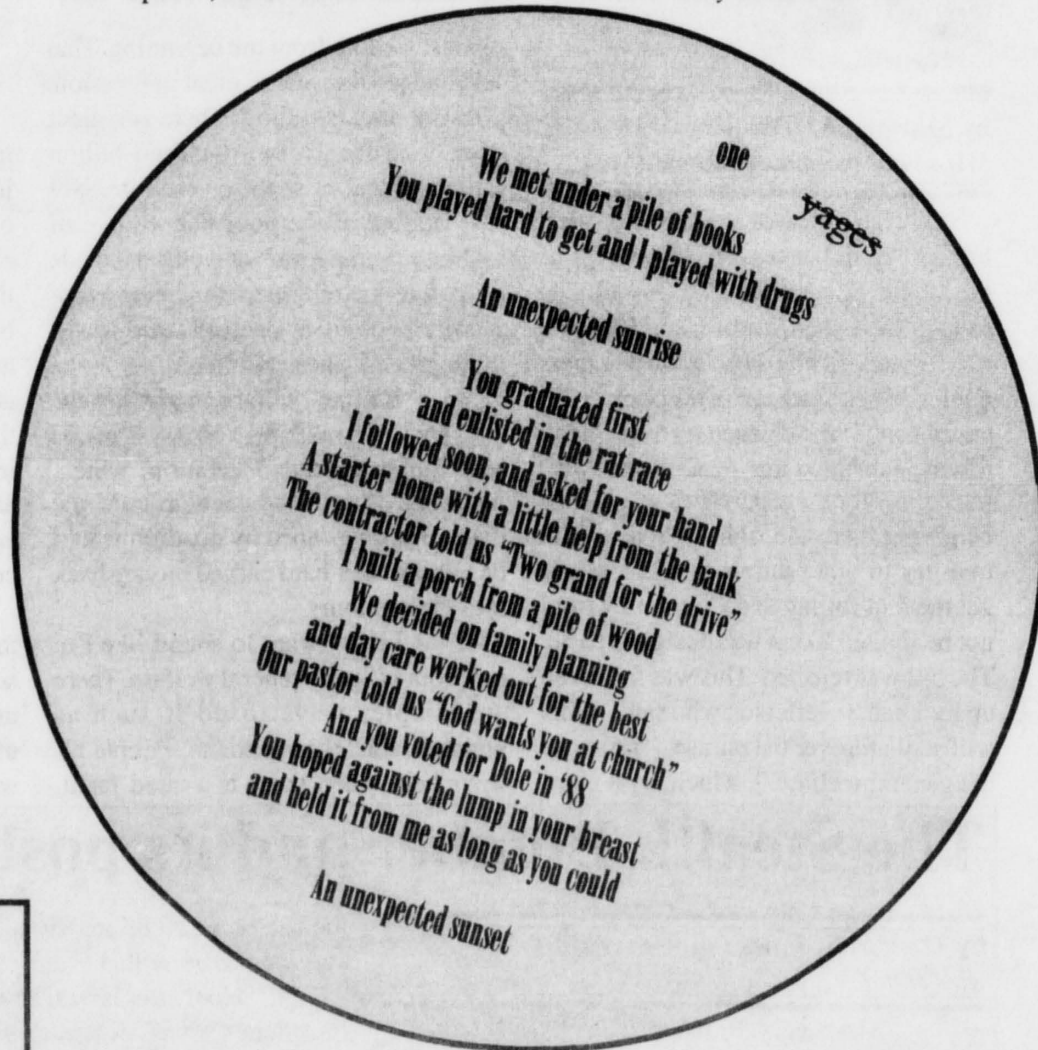 one
yages
We met under a pile of books
You played hard to get and I played with drugs
An unexpected sunrise
You graduated first
and enlisted in the rat race
I followed soon, and asked for your hand
A starter home with a little help from the bank
The contractor told us “Two grand for the drive”
I built a porch from a pile of wood
We decided on family planning
and day care worked out for the best
Our pastor told us “God wants you at church”
And you voted for Dole in ‘88
You hoped against the lump in your breast
and held it from me as long as you could
An unexpected sunset